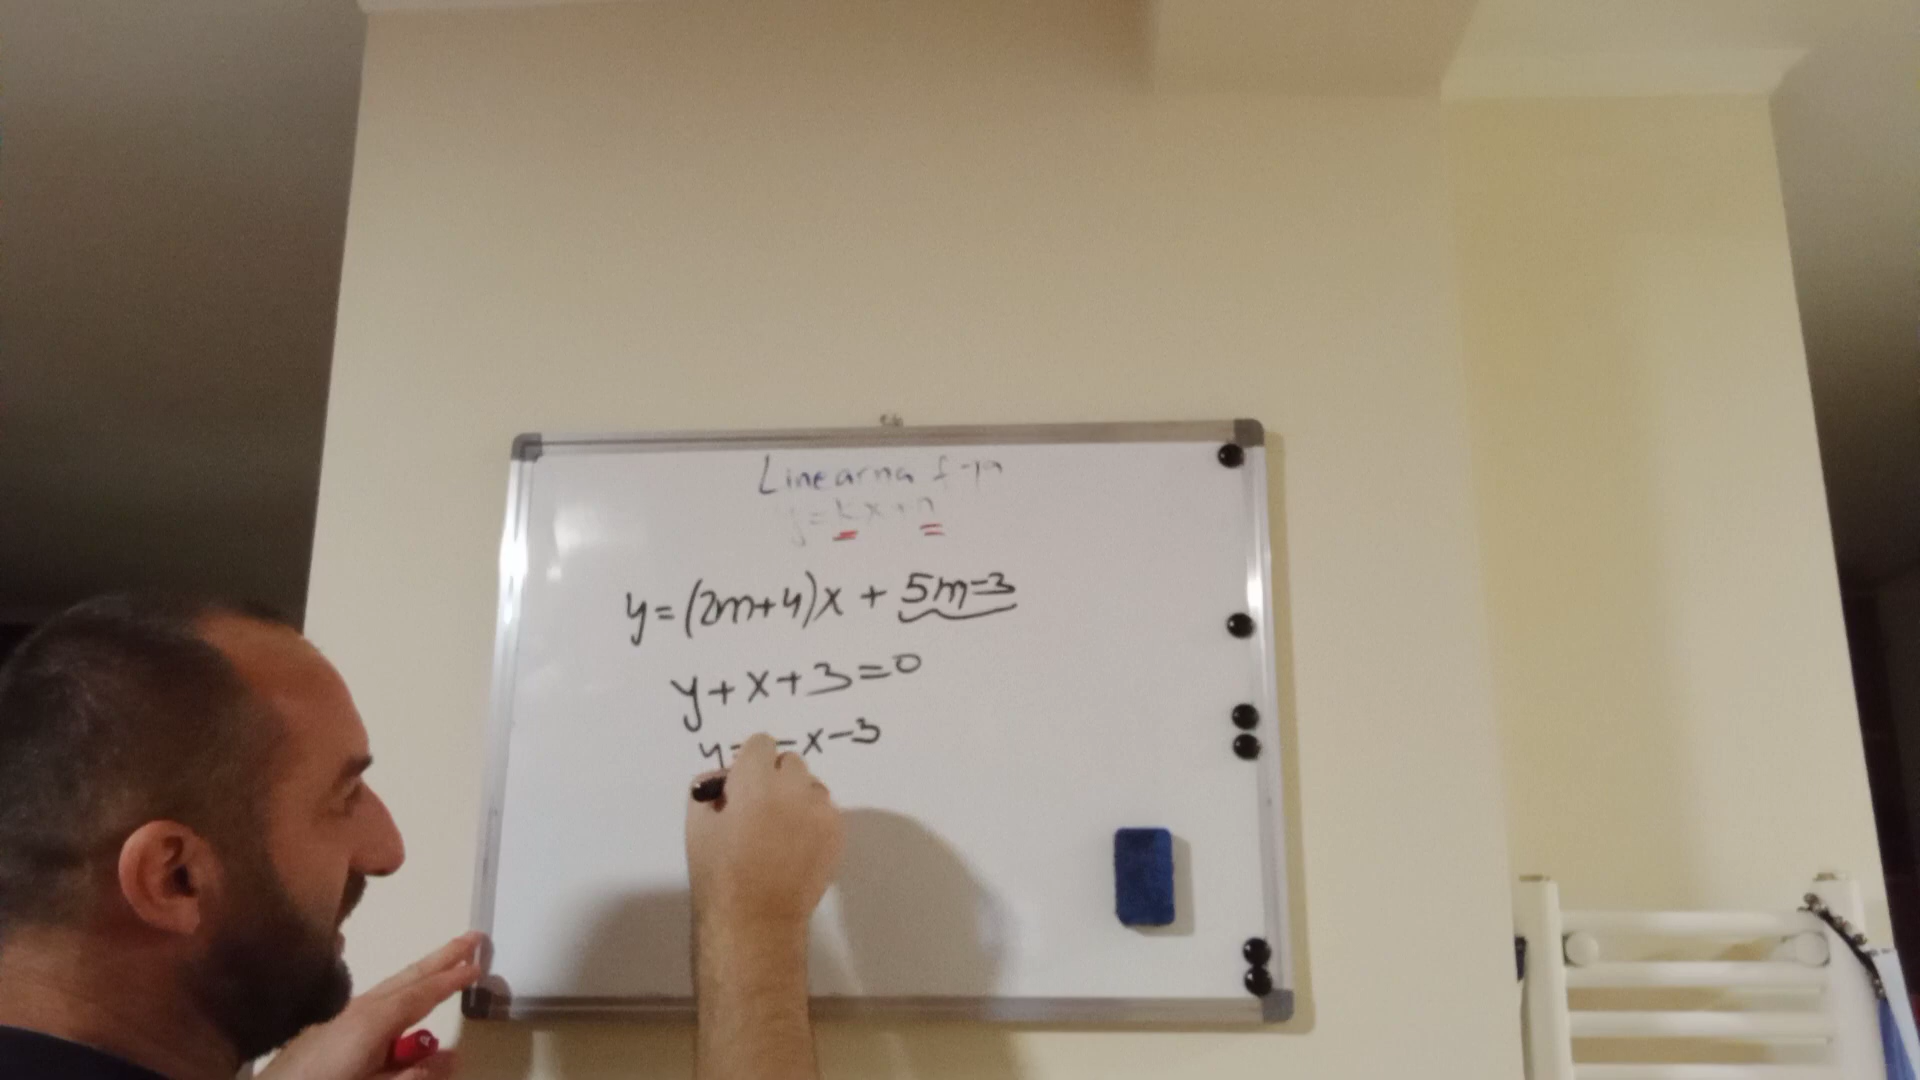 Linearna f-ja
y=kx+n
y=(2m+4)x + 5m-3
y+x+3=0
y=-x-3